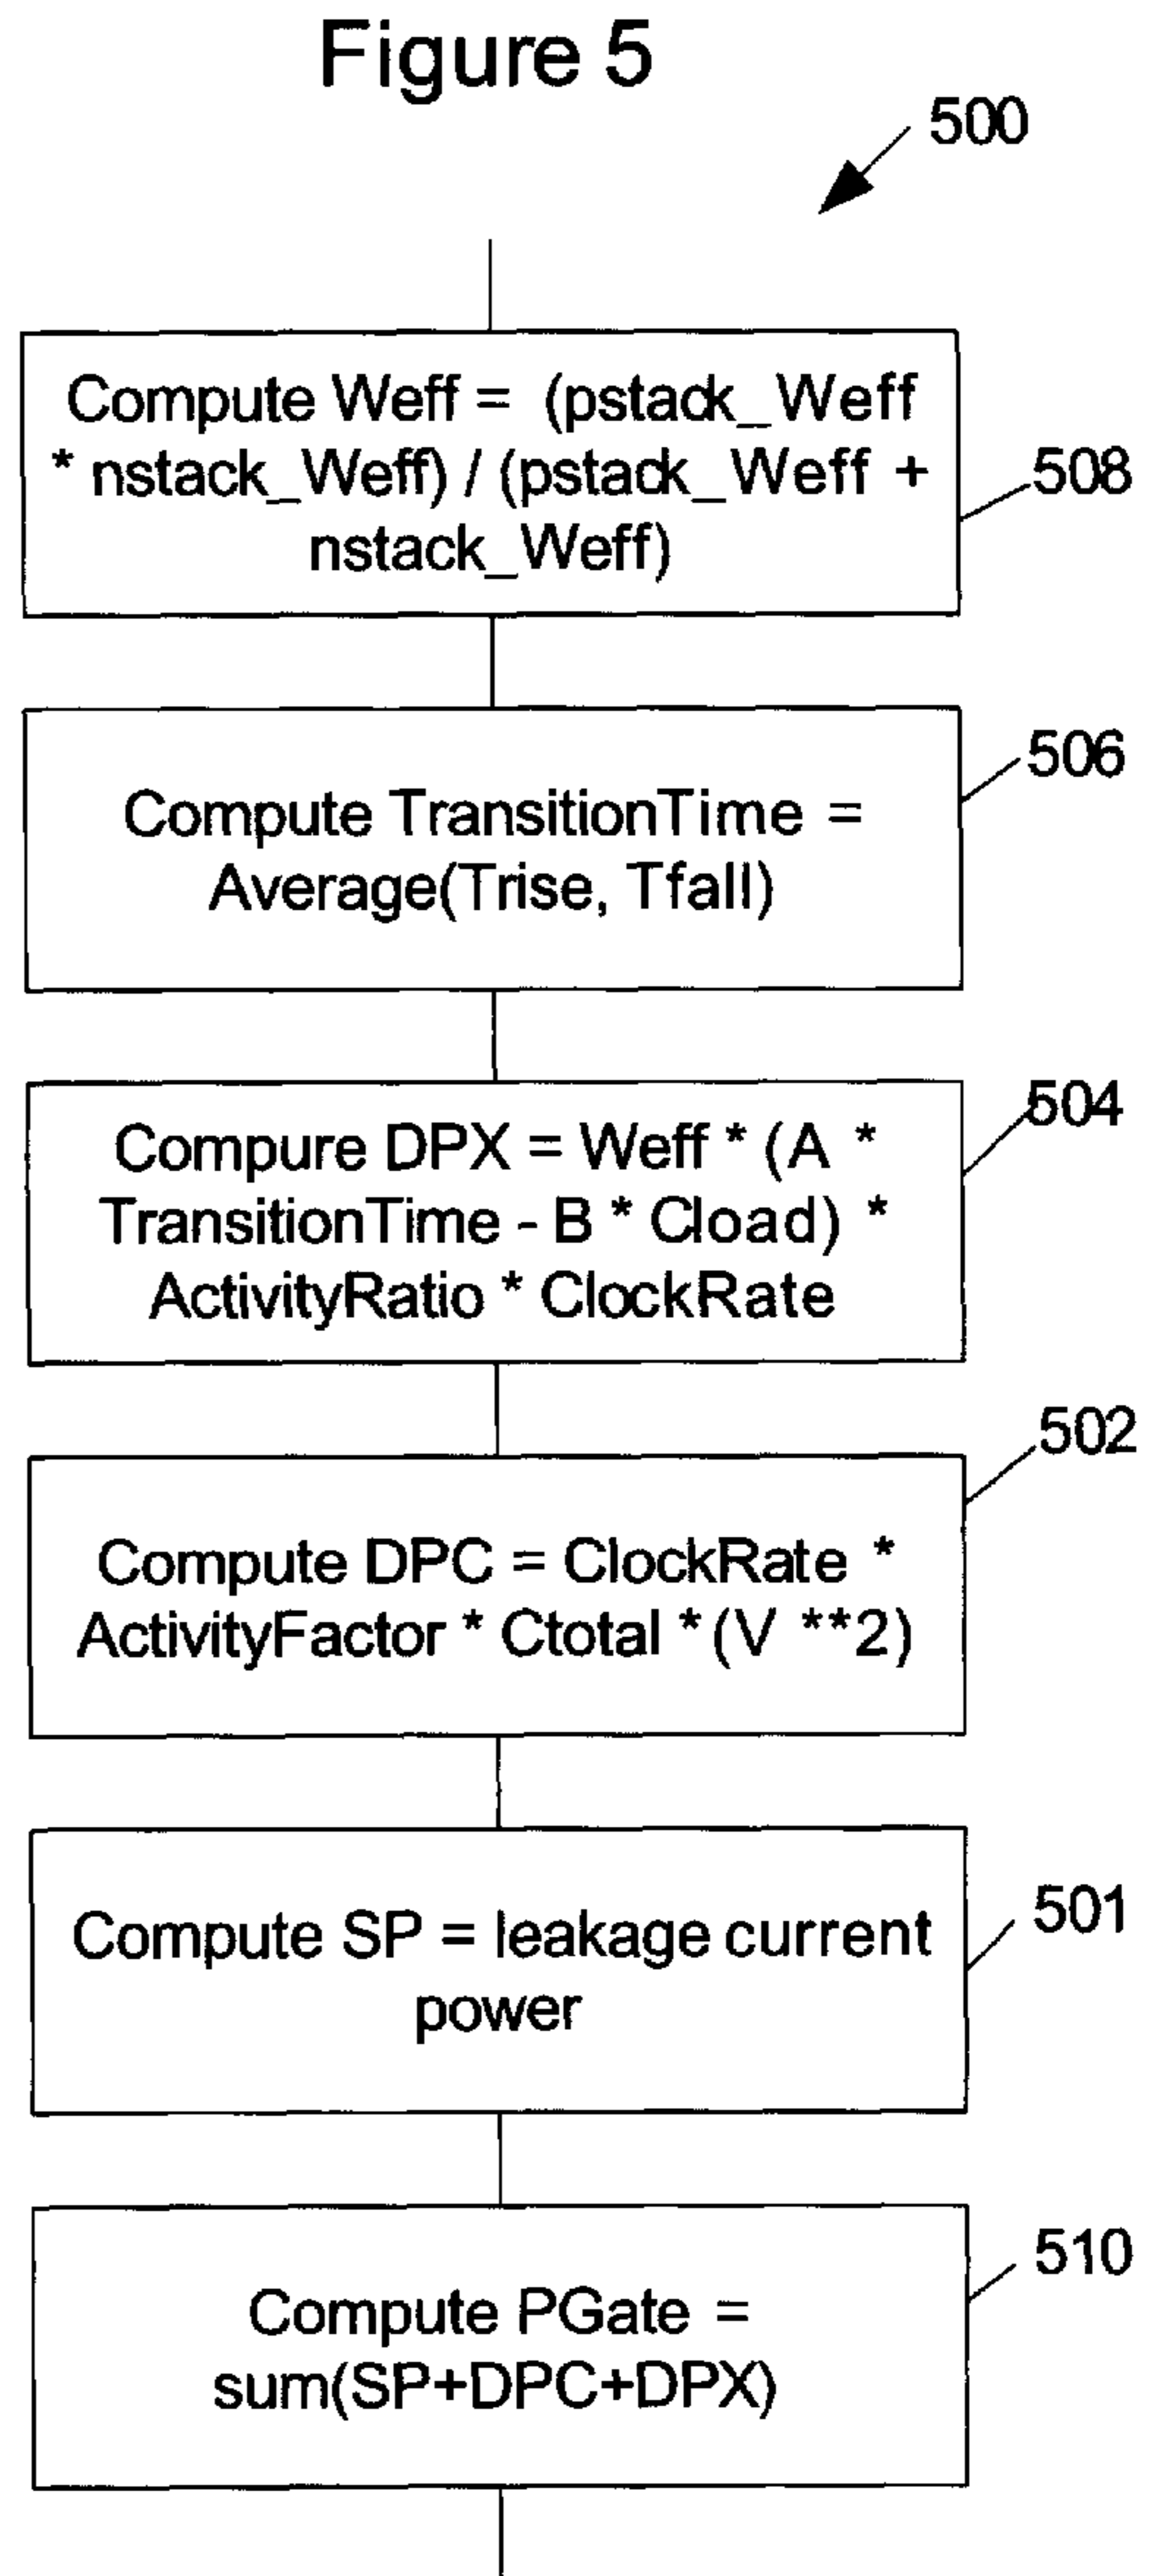 Figure 5
500
Compute Weff = (pstack_Weff
* nstack_Weff) / (pstack_Weff +
nstack_Weff)
508
Compute TransitionTime =
Average(Trise, Tfall)
506
Compure DPX = Weff * (A *
TransitionTime - B * Cload) *
ActivityRatio * ClockRate
504
Compute DPC = ClockRate *
ActivityFactor * Ctotal * (V **2)
502
Compute SP = leakage current
power
501
Compute PGate =
sum(SP+DPC+DPX)
510